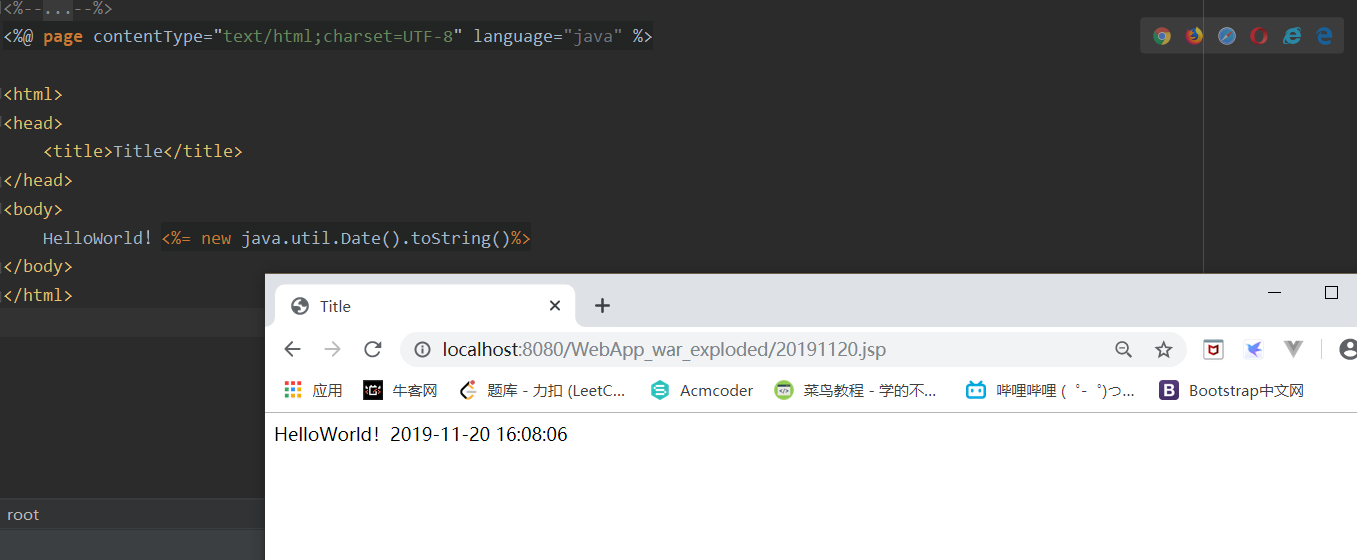 <%--...--%>
<%@ page contentType="text/html;charset=UTF-8" language="java" %>
<html>
<head>
<title>Title</title>
</head>
<body>
HelloWorld！<%= new java.util.Date().toString()%>
</body>
</html>
Title
localhost:8080/WebApp_war_exploded/20191120.jsp
应用 牛客网 题库 - 力扣 (LeetC... Acmcoder 菜鸟教程 - 学的不... 哔哩哔哩 ( ゜- ゜)つ... B Bootstrap中文网
HelloWorld！2019-11-20 16:08:06
root